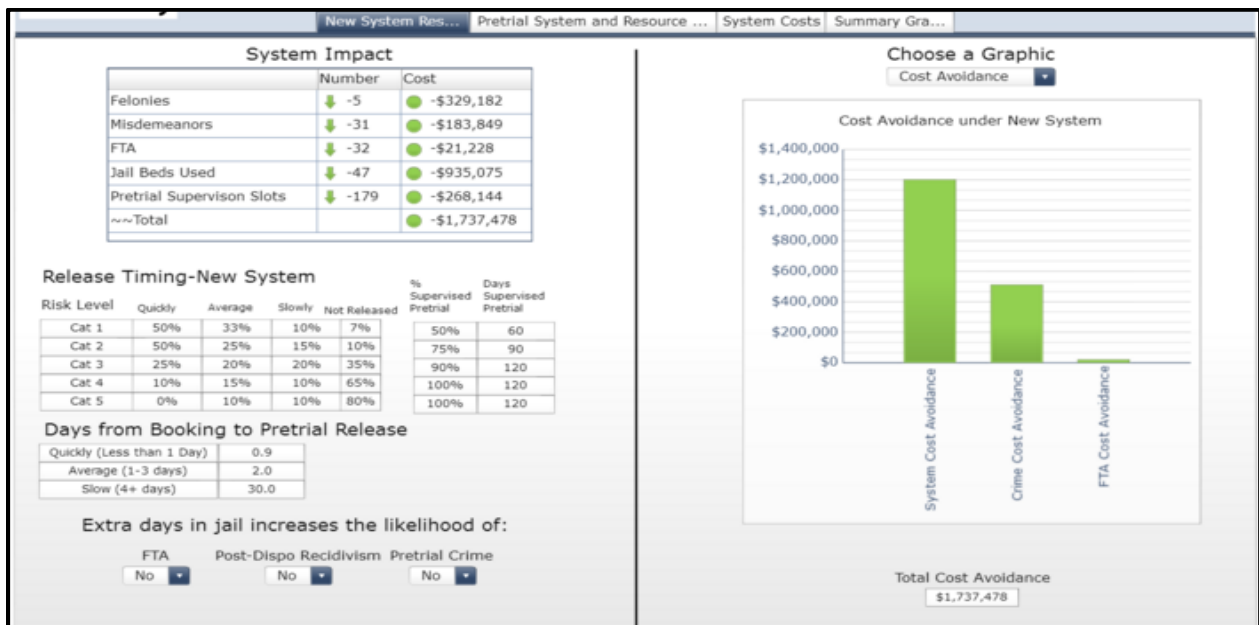 New System Res... Pretrial System and Resource ... System Costs Summary Gra...
System Impact
Number Cost
Felonies -5 -$329,182
Misdemeanors -31 -$183,849
FTA -32 -$21,228
Jail Beds Used -47 -$935,075
Pretrial Supervison Slots -179 -$268,144
~~Total -$1,737,478
Release Timing-New System
Risk Level Quickly Average Slowly Not Released % Supervised Pretrial Days Supervised Pretrial
Cat 1 50% 33% 10% 7% 50% 60
Cat 2 50% 25% 15% 10% 75% 90
Cat 3 25% 20% 20% 35% 90% 120
Cat 4 10% 15% 10% 65% 100% 120
Cat 5 0% 10% 10% 80% 100% 120
Days from Booking to Pretrial Release
Quickly (Less than 1 Day) 0.9
Average (1-3 days) 2.0
Slow (4+ days) 30.0
Extra days in jail increases the likelihood of:
FTA Post-Dispo Recidivism Pretrial Crime
No No No
Choose a Graphic
Cost Avoidance
Cost Avoidance under New System
$1,400,000
$1,200,000
$1,000,000
$800,000
$600,000
$400,000
$200,000
$0
System Cost Avoidance
Crime Cost Avoidance
FTA Cost Avoidance
Total Cost Avoidance
$1,737,478